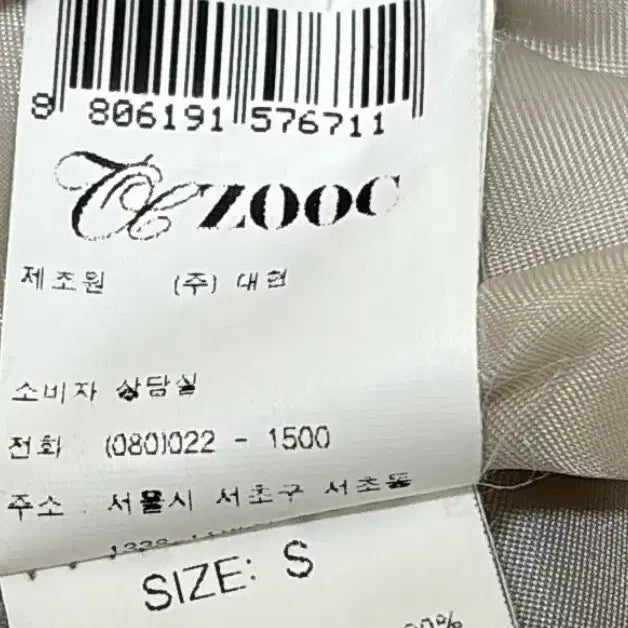 8 806191 576711
ZOOC
제조원 (주) 대현
소비자 상담실
전화 (080)022 - 1500
주소 서울시 서초구 서초동
SIZE: S